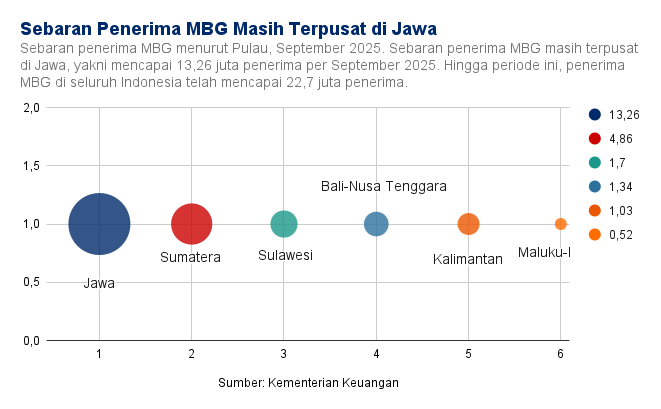 Sebaran Penerima MBG Masih Terpusat di Jawa
Sebaran penerima MBG menurut Pulau, September 2025. Sebaran penerima MBG masih terpusat
di Jawa, yakni mencapai 13,26 juta penerima per September 2025. Hingga periode ini, penerima
MBG di seluruh Indonesia telah mencapai 22,7 juta penerima.
2,0
1,5
1,0
0,5
0,0
Jawa
Sumatera
Sulawesi
Bali-Nusa Tenggara
Kalimantan
Maluku-
1 2 3 4 5 6
13,26
4,86
1,7
1,34
1,03
0,52
Sumber: Kementerian Keuangan